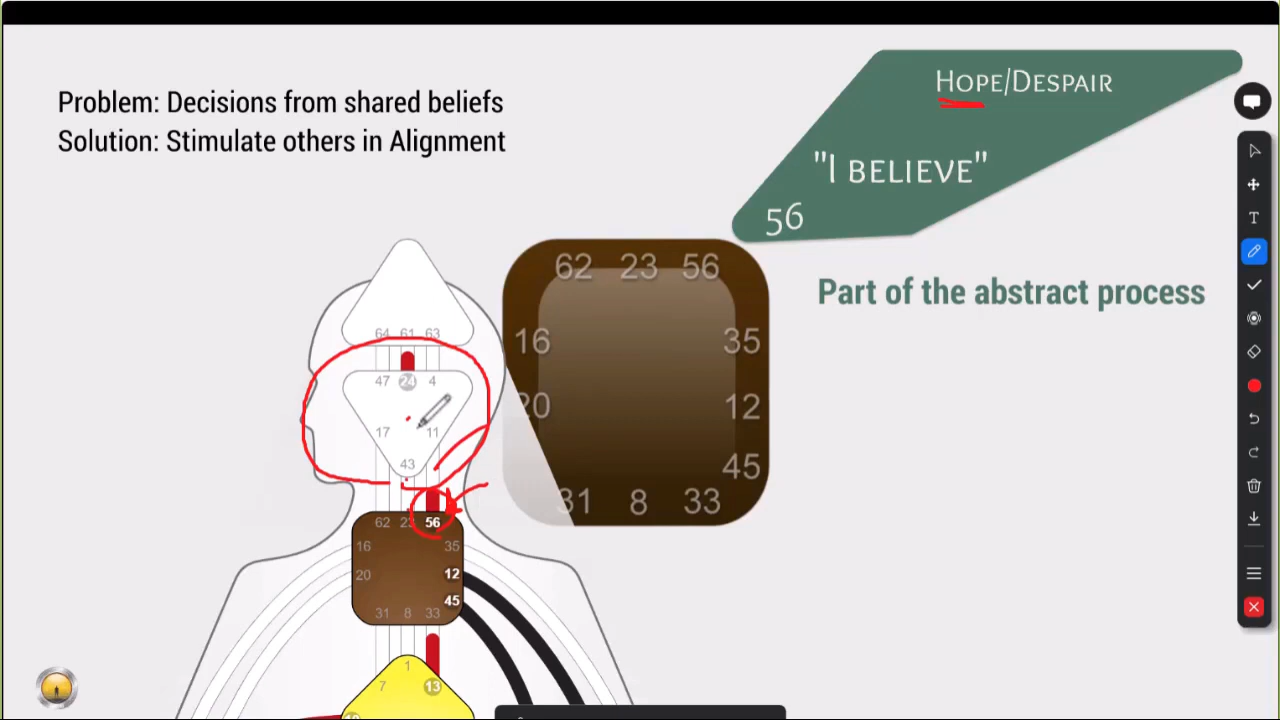 Problem: Decisions from shared beliefs
Solution: Stimulate others in Alignment
Hope/Despair
"I believe"
56
Part of the abstract process
62 23 56
16 35
20 12
45
31 8 33
64 61 63
47 24 4
17 11
43
62 23 56
16 35
20 12
45
31 8 33
1
7 13
T